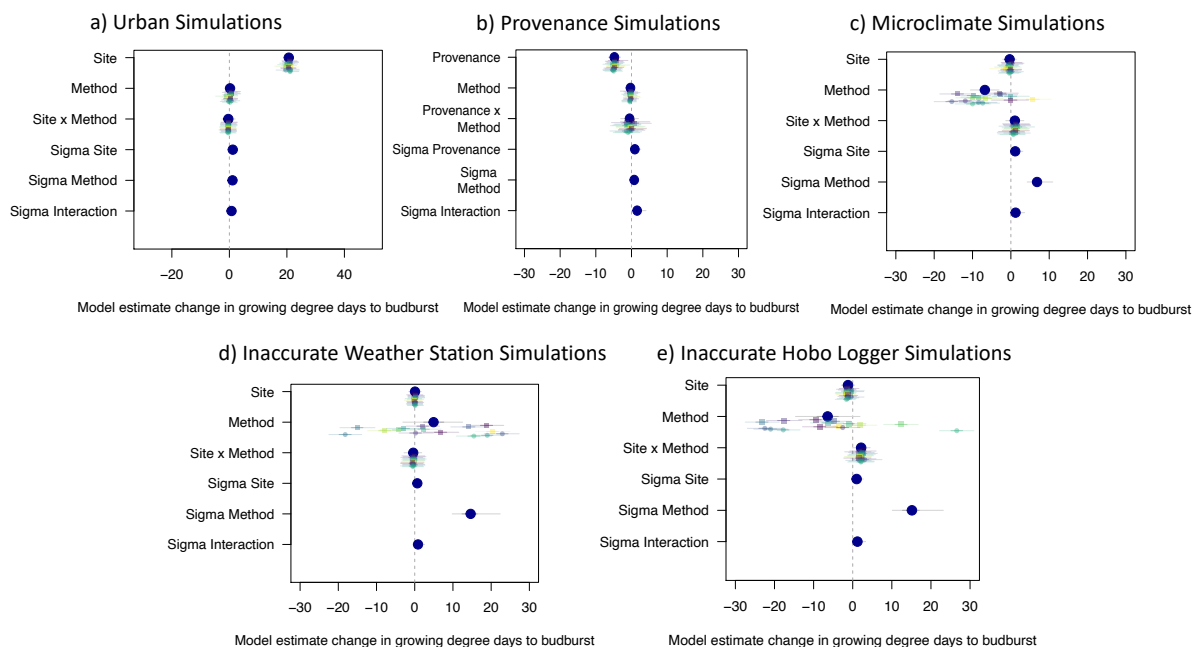 a) Urban Simulations
Site
Method
Site x Method
Sigma Site
Sigma Method
Sigma Interaction
−20 0 20 40
Model estimate change in growing degree days to budburst
b) Provenance Simulations
Provenance
Method
Provenance x
Method
Sigma Provenance
Sigma
Method
Sigma Interaction
−30 −20 −10 0 10 20 30
Model estimate change in growing degree days to budburst
c) Microclimate Simulations
Site
Method
Site x Method
Sigma Site
Sigma Method
Sigma Interaction
−30 −20 −10 0 10 20 30
Model estimate change in growing degree days to budburst
d) Inaccurate Weather Station Simulations
Site
Method
Site x Method
Sigma Site
Sigma Method
Sigma Interaction
−30 −20 −10 0 10 20 30
Model estimate change in growing degree days to budburst
e) Inaccurate Hobo Logger Simulations
Site
Method
Site x Method
Sigma Site
Sigma Method
Sigma Interaction
−30 −20 −10 0 10 20 30
Model estimate change in growing degree days to budburst